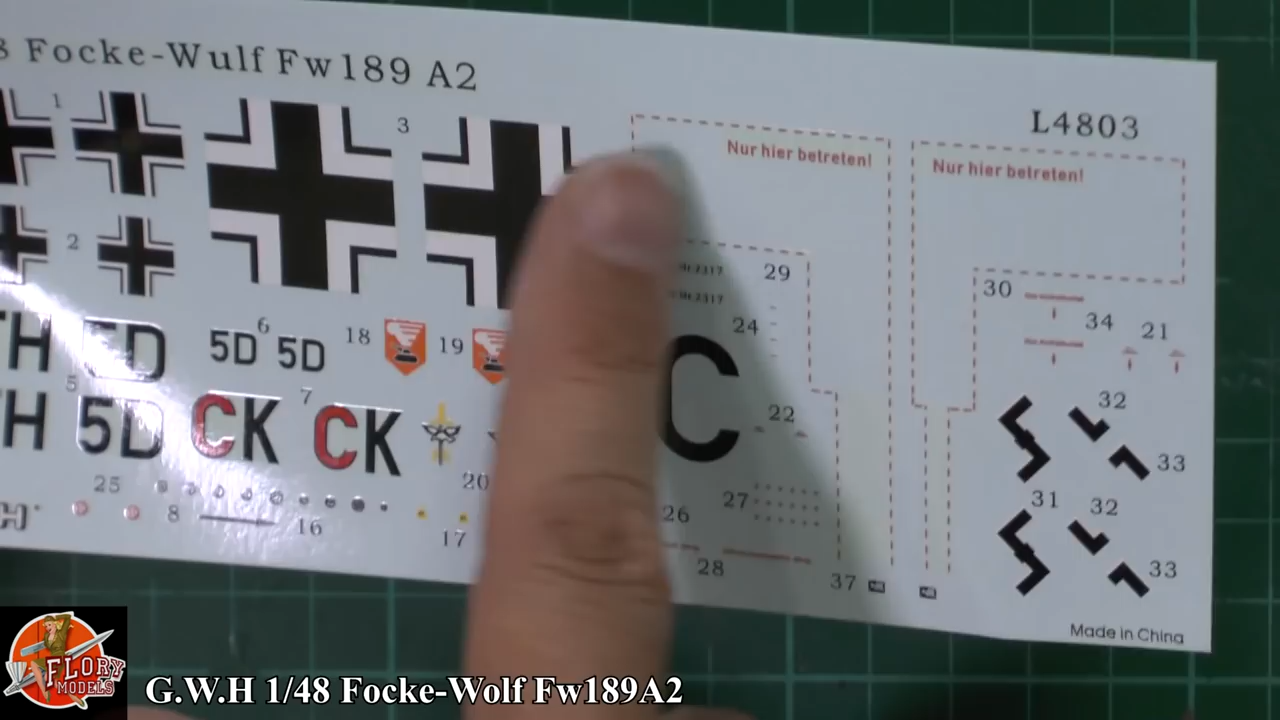 8 Focke-Wulf Fw189 A2
L4803
1
3
Nur hier betreten!
Nur hier betreten!
2
29
30
34
21
24
TH 5D
6
5D 5D
18
19
5
7
TH 5D CK CK
C
22
32
33
20
25
8
16
17
26
27
28
31
32
33
37
Made in China
FLORY
MODELS
G.W.H 1/48 Focke-Wolf Fw189A2